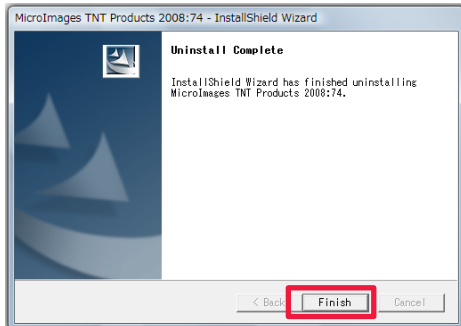 MicroImages TNT Products 2008:74 - InstallShield Wizard
Uninstall Complete
InstallShield Wizard has finished uninstalling
MicroImages TNT Products 2008:74.
< Back
Finish
Cancel